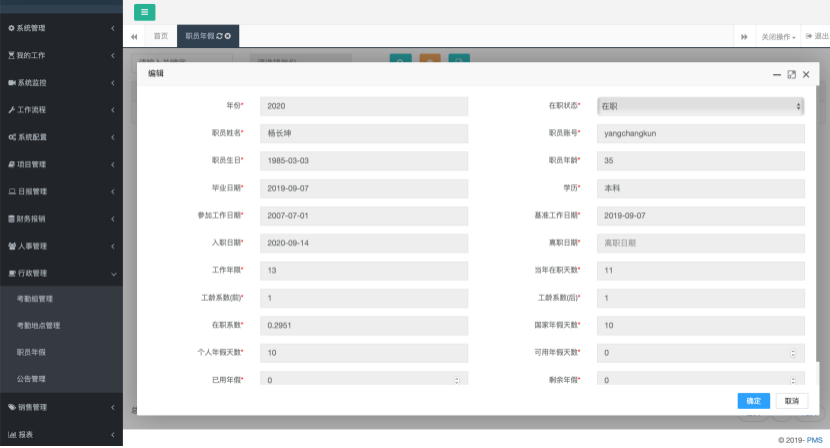 系统管理
我的工作
系统监控
工作流程
系统配置
项目管理
日报管理
财务报销
人事管理
行政管理
考勤组管理
考勤地点管理
职员年假
公告管理
销售管理
报表
首页
职员年假
关闭操作
退出
编辑
年份* 2020
在职状态* 在职
职员姓名* 杨长坤
职员账号* yangchangkun
职员生日* 1985-03-03
职员年龄* 35
毕业日期* 2019-09-07
学历* 本科
参加工作日期* 2007-07-01
基准工作日期* 2019-09-07
入职日期* 2020-09-14
离职日期* 离职日期
工作年限* 13
当年在职天数* 11
工龄系数(前)* 1
工龄系数(后)* 1
在职系数* 0.2951
国家年假天数* 10
个人年假天数* 10
可用年假天数* 0
已用年假* 0
剩余年假* 0
确定
取消
© 2019- PMS